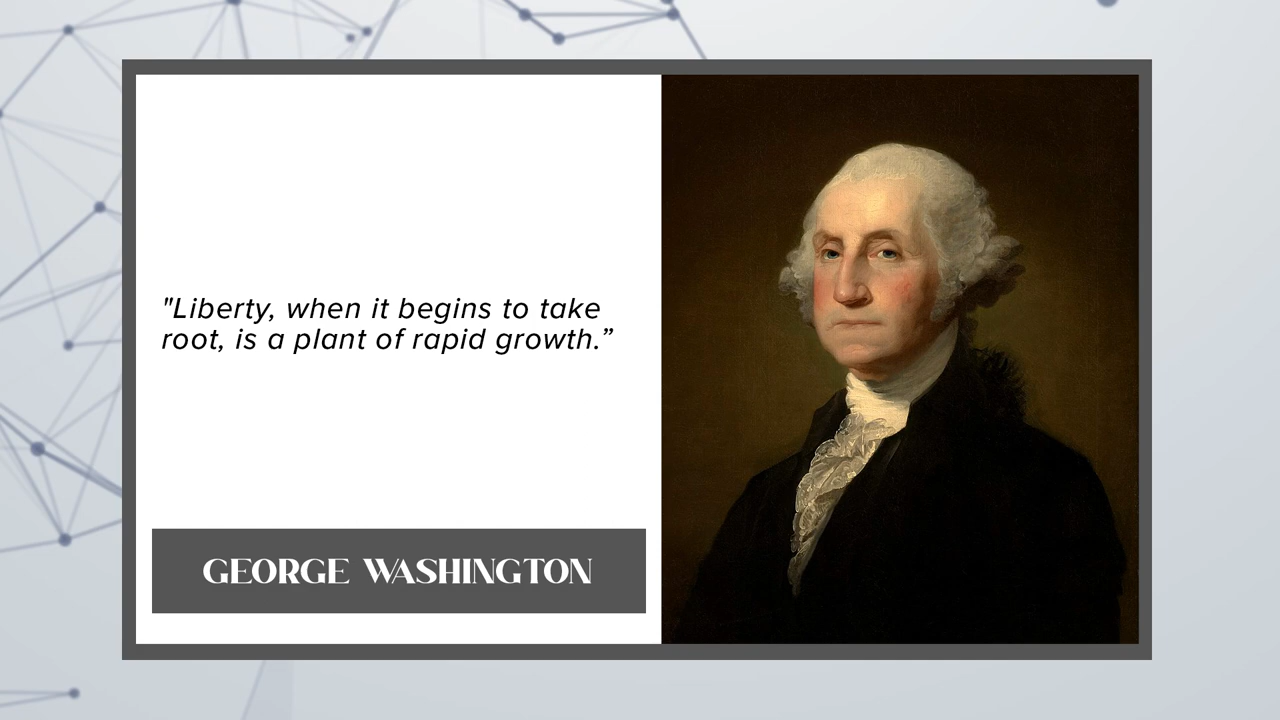 "Liberty, when it begins to take
root, is a plant of rapid growth.”
GEORGE WASHINGTON